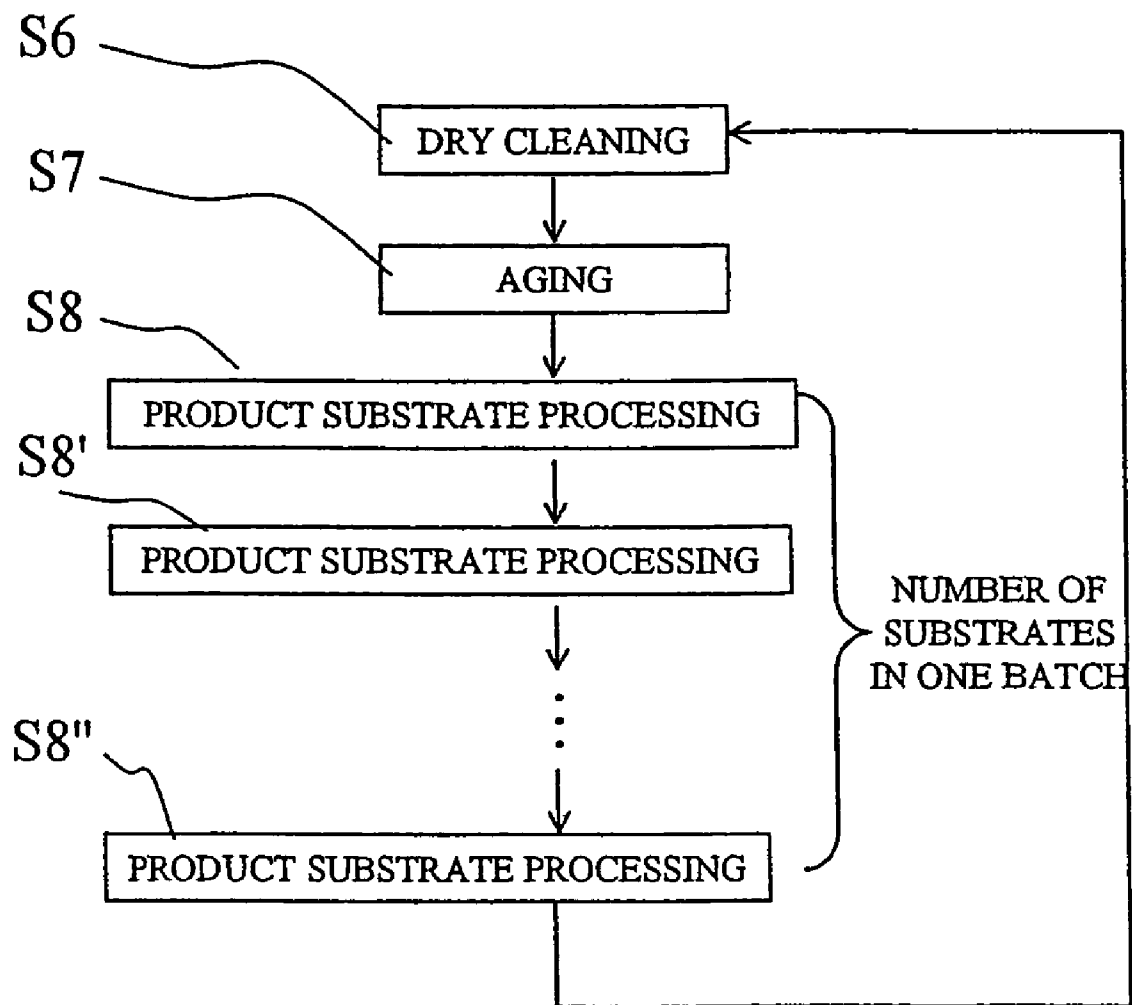 S6
DRY CLEANING
S7
AGING
S8
PRODUCT SUBSTRATE PROCESSING
S8'
PRODUCT SUBSTRATE PROCESSING
NUMBER OF
SUBSTRATES
IN ONE BATCH
S8"
PRODUCT SUBSTRATE PROCESSING